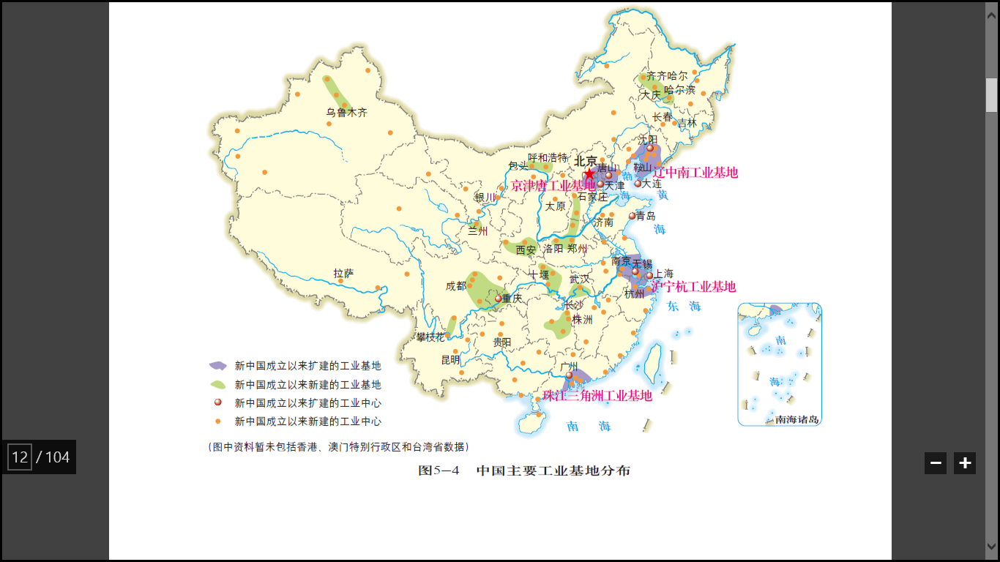 齐齐哈尔
大庆
哈尔滨
乌鲁木齐
长春
吉林
沈阳
呼和浩特
包头
北京
唐山
鞍山
辽中南工业基地
渤
海
京津唐工业基地
天津
大连
黄
海
银川
石家庄
太原
青岛
济南
兰州
西安
洛阳
郑州
南京
无锡
拉萨
成都
十堰
武汉
上海
沪宁杭工业基地
杭州
重庆
长沙
株洲
东 海
攀枝花
贵阳
昆明
广州
珠江三角洲工业基地
南 海
南
海
南海诸岛
新中国成立以来扩建的工业基地
新中国成立以来新建的工业基地
新中国成立以来扩建的工业中心
新中国成立以来新建的工业中心
(图中资料暂未包括香港、澳门特别行政区和台湾省数据)
图5-4 中国主要工业基地分布
12 / 104